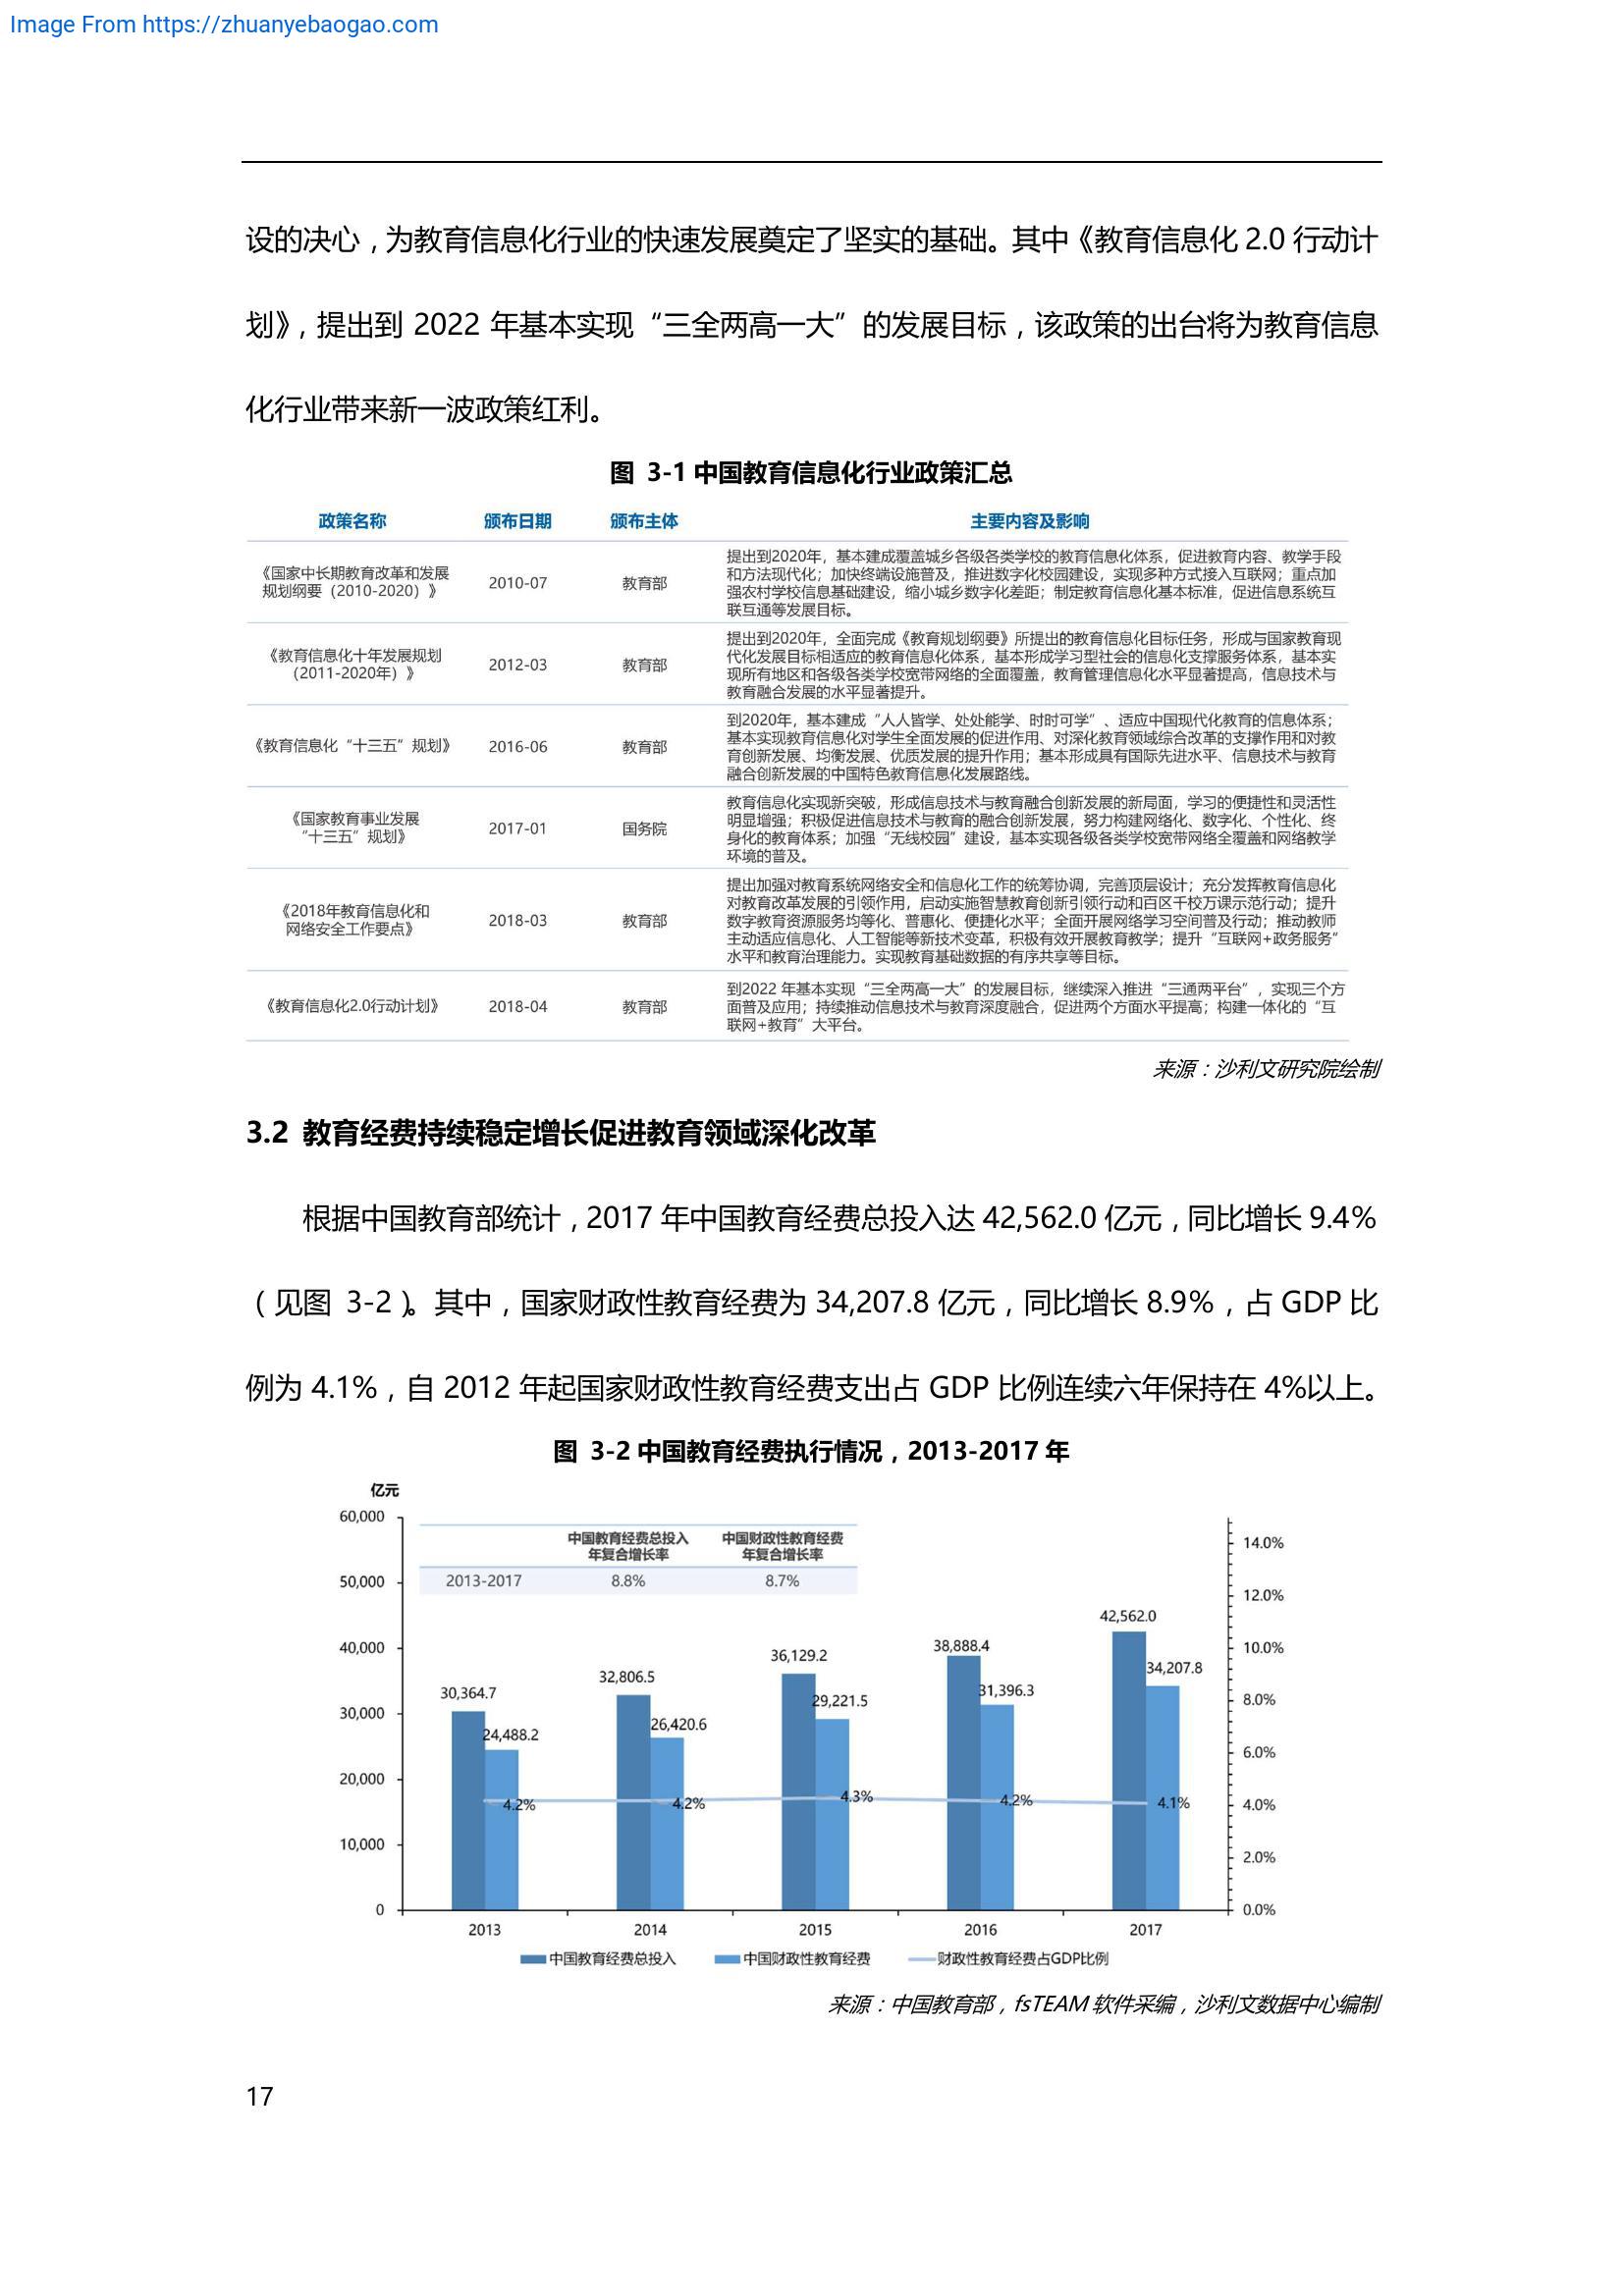 Image From https://zhuanyebaogao.com
设的决心，为教育信息化行业的快速发展奠定了坚实的基础。其中《教育信息化 2.0 行动计
划》，提出到 2022 年基本实现“三全两高一大”的发展目标，该政策的出台将为教育信息
化行业带来新一波政策红利。
图 3-1 中国教育信息化行业政策汇总
政策名称 颁布日期 颁布主体 主要内容及影响
《国家中长期教育改革和发展
规划纲要（2010-2020）》
2010-07
教育部
提出到2020年，基本建成覆盖城乡各级各类学校的教育信息化体系，促进教育内容、教学手段
和方法现代化；加快终端设施普及，推进数字化校园建设，实现多种方式接入互联网；重点加
强农村学校信息基础建设，缩小城乡数字化差距；制定教育信息化基本标准，促进信息系统互
联互通等发展目标。
《教育信息化十年发展规划
（2011-2020年）》
2012-03
教育部
提出到2020年，全面完成《教育规划纲要》所提出的教育信息化目标任务，形成与国家教育现
代化发展目标相适应的教育信息化体系，基本形成学习型社会的信息化支撑服务体系，基本实
现所有地区和各级各类学校宽带网络的全面覆盖，教育管理信息化水平显著提高，信息技术与
教育融合发展的水平显著提升。
《教育信息化“十三五”规划》
2016-06
教育部
到2020年，基本建成“人人皆学、处处能学、时时可学”、适应中国现代化教育的信息体系；
基本实现教育信息化对学生全面发展的促进作用、对深化教育领域综合改革的支撑作用和对教
育创新发展、均衡发展、优质发展的提升作用；基本形成具有国际先进水平、信息技术与教育
融合创新发展的中国特色教育信息化发展路线。
《国家教育事业发展
“十三五”规划》
2017-01
国务院
教育信息化实现新突破，形成信息技术与教育融合创新发展的新局面，学习的便捷性和灵活性
明显增强；积极促进信息技术与教育的融合创新发展，努力构建网络化、数字化、个性化、终
身化的教育体系；加强“无线校园”建设，基本实现各级各类学校宽带网络全覆盖和网络教学
环境的普及。
《2018年教育信息化和
网络安全工作要点》
2018-03
教育部
提出加强对教育系统网络安全和信息化工作的统筹协调，完善顶层设计；充分发挥教育信息化
对教育改革发展的引领作用，启动实施智慧教育创新引领行动和百区千校万课示范行动；提升
数字教育资源服务均等化、普惠化、便捷化水平；全面开展网络学习空间普及行动；推动教师
主动适应信息化、人工智能等新技术变革，积极有效开展教育教学；提升“互联网+政务服务”
水平和教育治理能力。实现教育基础数据的有序共享等目标。
《教育信息化2.0行动计划》
2018-04
教育部
到2022 年基本实现“三全两高一大”的发展目标，继续深入推进“三通两平台”，实现三个方
面普及应用；持续推动信息技术与教育深度融合，促进两个方面水平提高；构建一体化的“互
联网+教育”大平台。
来源：沙利文研究院绘制
3.2 教育经费持续稳定增长促进教育领域深化改革
根据中国教育部统计，2017 年中国教育经费总投入达 42,562.0 亿元，同比增长 9.4%
（见图 3-2）。其中，国家财政性教育经费为 34,207.8 亿元，同比增长 8.9%，占 GDP 比
例为 4.1%，自 2012 年起国家财政性教育经费支出占 GDP 比例连续六年保持在 4%以上。
图 3-2 中国教育经费执行情况，2013-2017 年
亿元
60,000
50,000
40,000
30,000
20,000
10,000
0
中国教育经费总投入
年复合增长率
中国财政性教育经费
年复合增长率
2013-2017 8.8% 8.7%
30,364.7
24,488.2
4.2%
32,806.5
26,420.6
4.2%
36,129.2
29,221.5
4.3%
38,888.4
31,396.3
4.2%
42,562.0
34,207.8
4.1%
14.0%
12.0%
10.0%
8.0%
6.0%
4.0%
2.0%
0.0%
2013 2014 2015 2016 2017
中国教育经费总投入 中国财政性教育经费 财政性教育经费占GDP比例
来源：中国教育部，fsTEAM 软件采编，沙利文数据中心编制
17